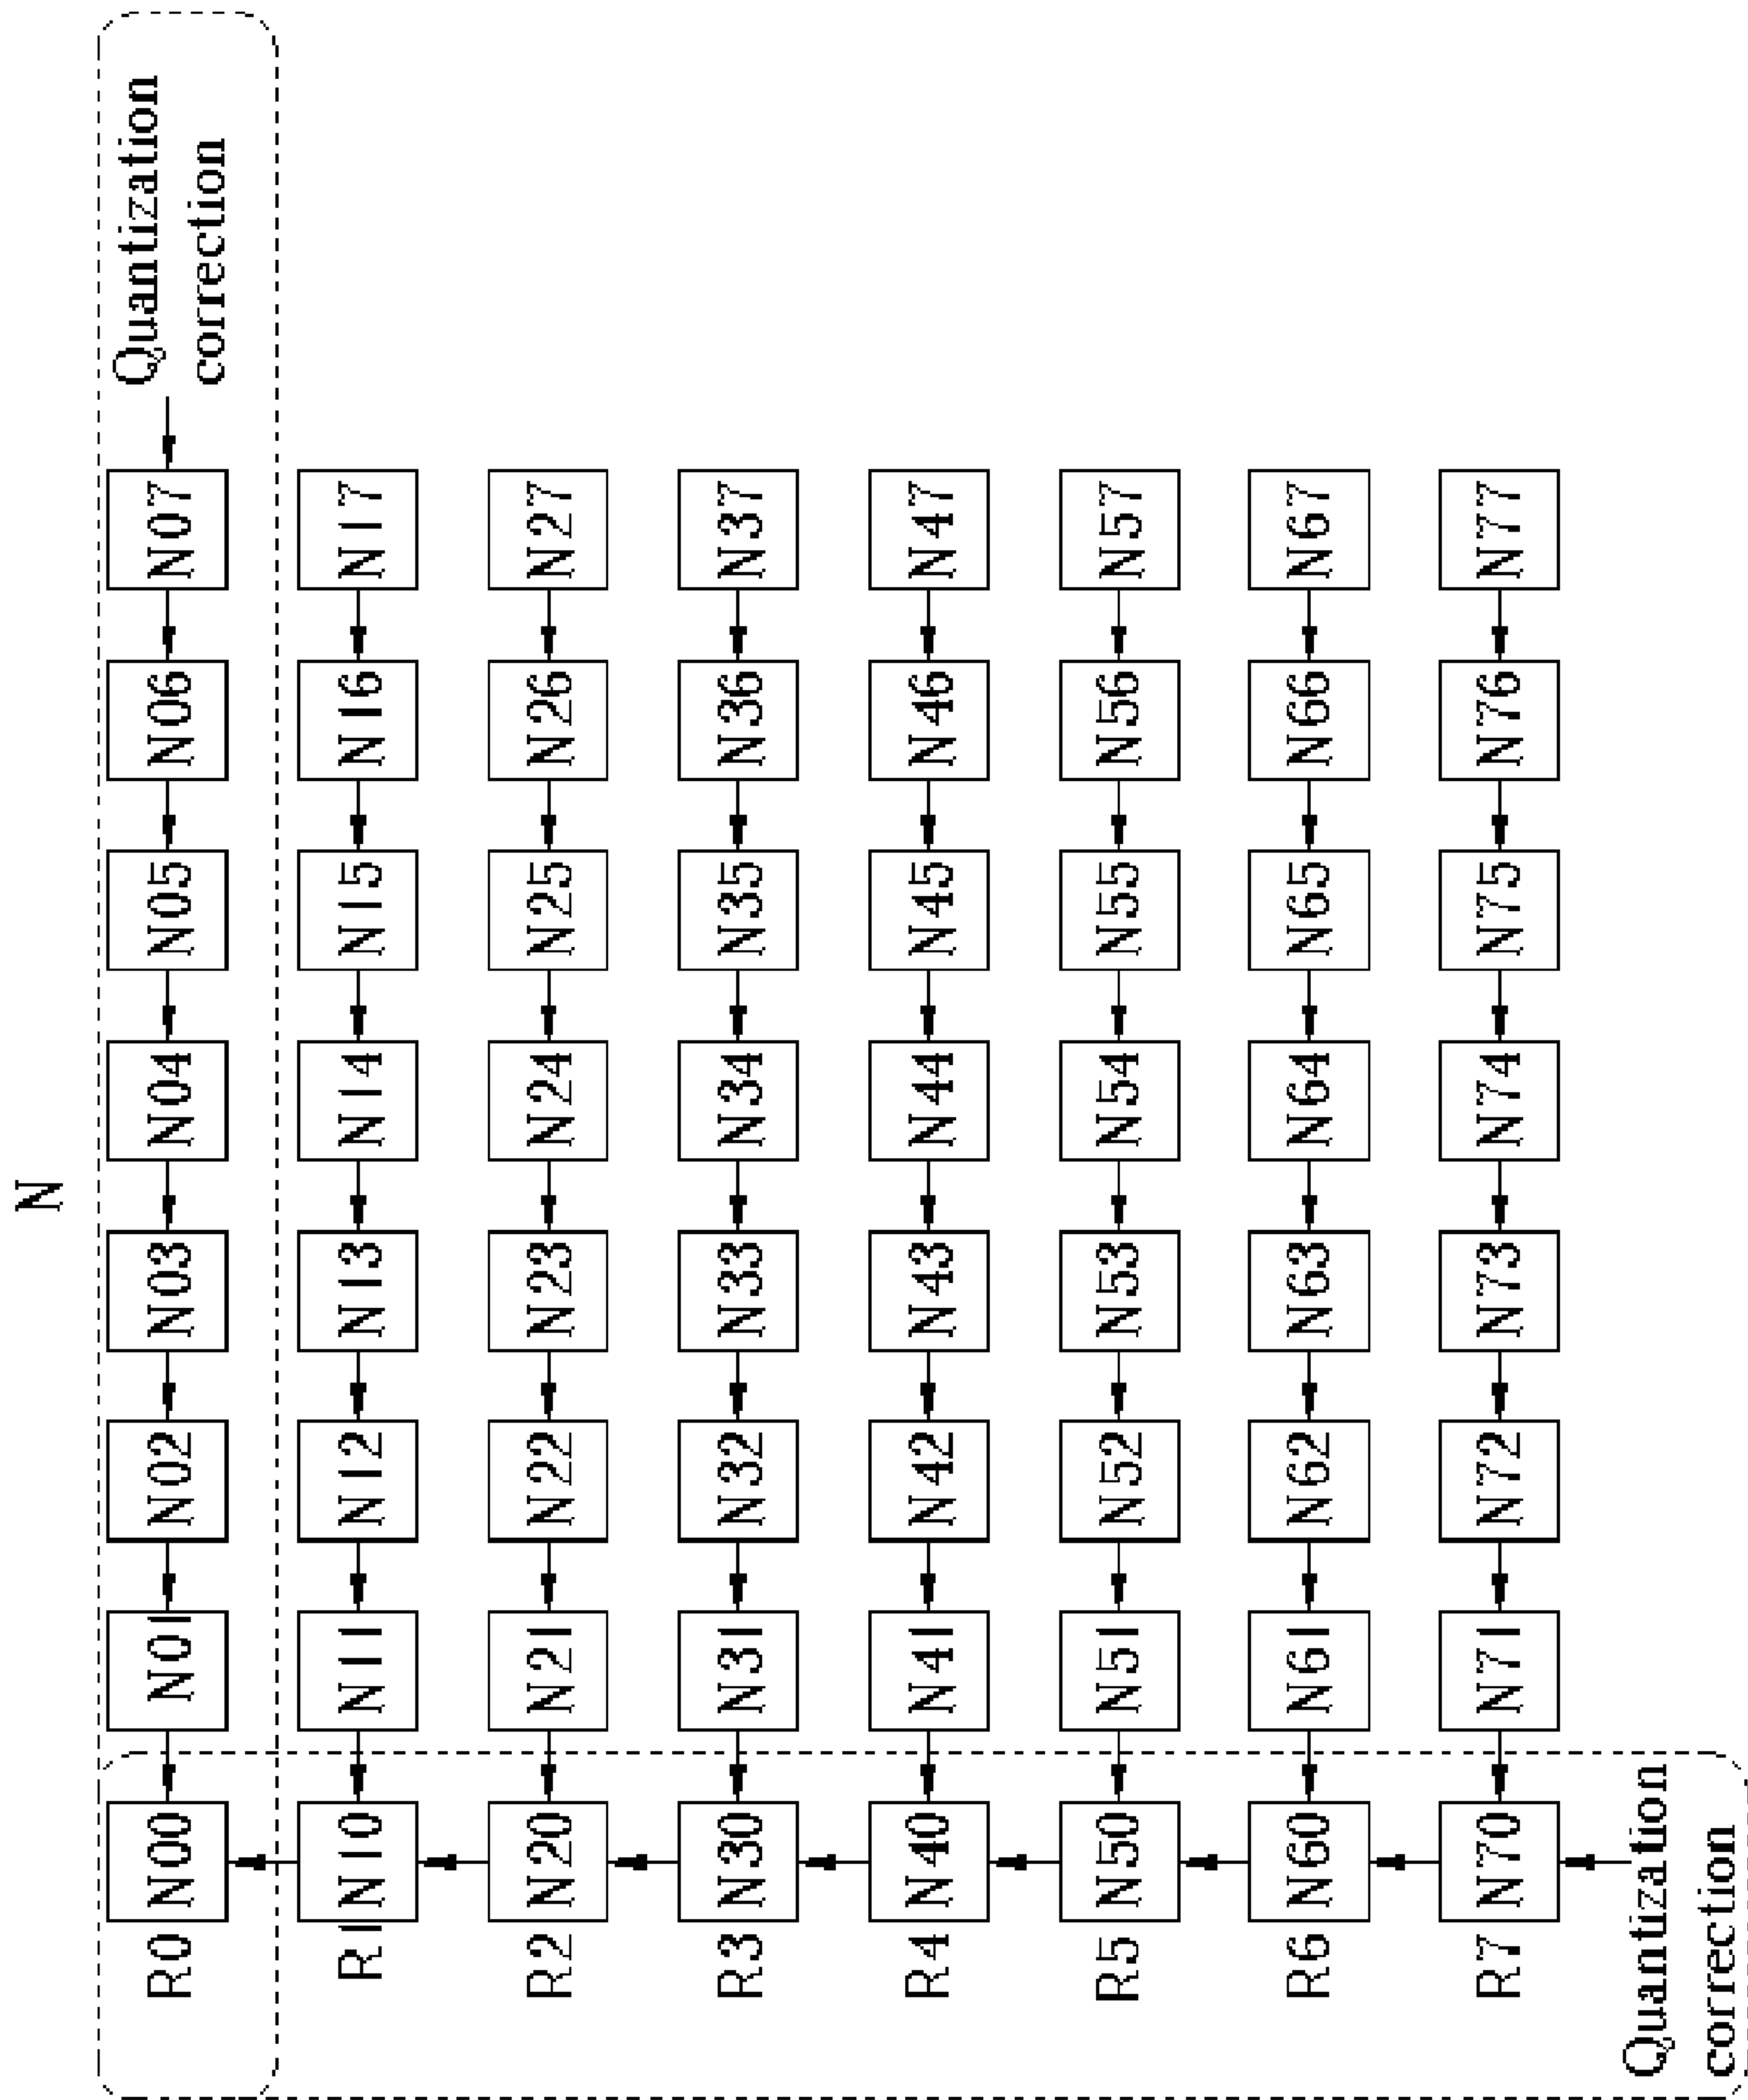 N
R0 N00 N01 N02 N03 N04 N05 N06 N07 Quantization
correction
R1 N10 N11 N12 N13 N14 N15 N16 N17
R2 N20 N21 N22 N23 N24 N25 N26 N27
R3 N30 N31 N32 N33 N34 N35 N36 N37
R4 N40 N41 N42 N43 N44 N45 N46 N47
R5 N50 N51 N52 N53 N54 N55 N56 N57
R6 N60 N61 N62 N63 N64 N65 N66 N67
R7 N70 N71 N72 N73 N74 N75 N76 N77
Quantization
correction